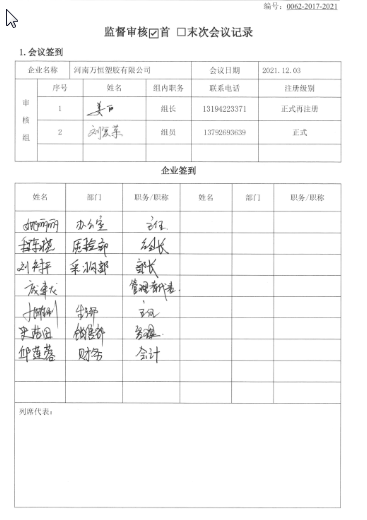 编号：0062-2017-2021
监督审核☑首 □末次会议记录
1. 会议签到
企业名称 河南万恒塑胶有限公司 会议日期 2021.12.03
审核组 序号 姓名 组内职务 联系电话 注册级别
1 组长 13194223371 正式再注册
2 组员 13792693639 正式
企业签到
姓名 部门 职务/职称 姓名 部门 职务/职称
办公室 主任
质检部 部长
采购部 部长
管理者代表
主任
销售部 经理
邱莲蓉 财务 会计
列席代表：